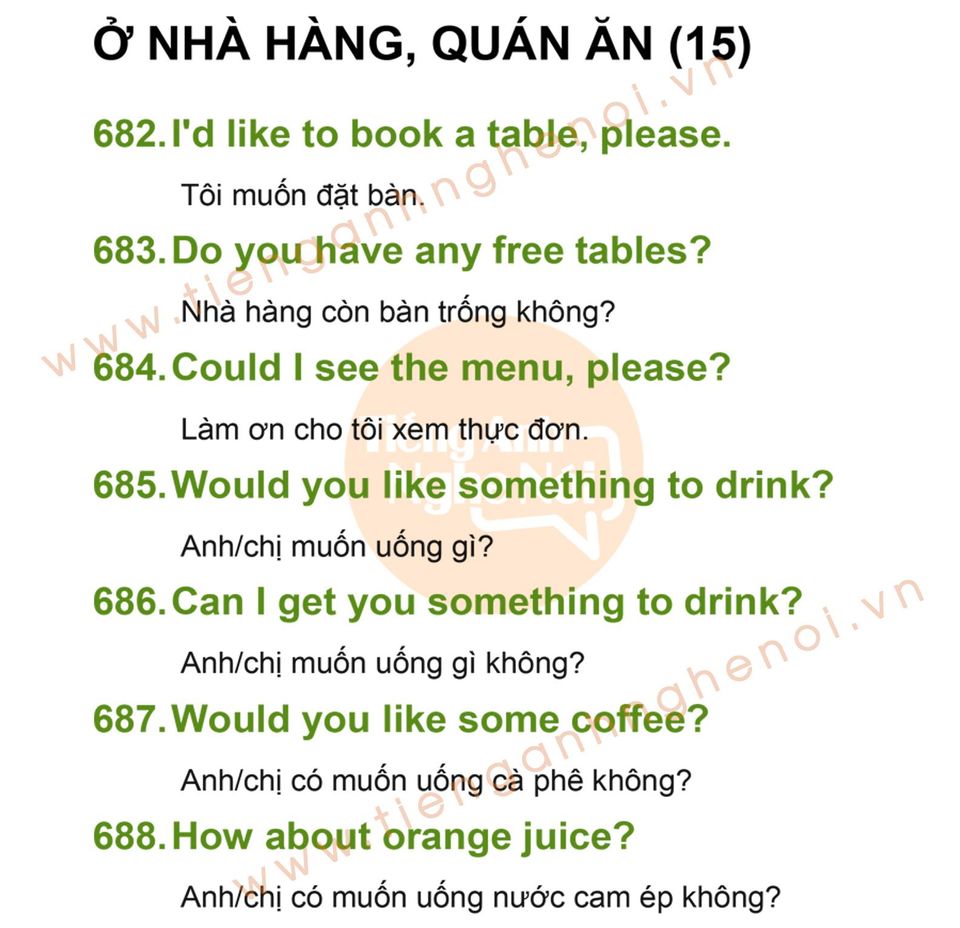 Ở NHÀ HÀNG, QUÁN ĂN (15)
682. I'd like to book a table, please.
Tôi muốn đặt bàn.
683. Do you have any free tables?
Nhà hàng còn bàn trống không?
684. Could I see the menu, please?
Làm ơn cho tôi xem thực đơn.
685. Would you like something to drink?
Anh/chị muốn uống gì?
686. Can I get you something to drink?
Anh/chị muốn uống gì không?
687. Would you like some coffee?
Anh/chị có muốn uống cà phê không?
688. How about orange juice?
Anh/chị có muốn uống nước cam ép không?
www.tienganhnghenoi.vn
Tiếng Anh
Nghe Nói
www.tienganhnghenoi.vn